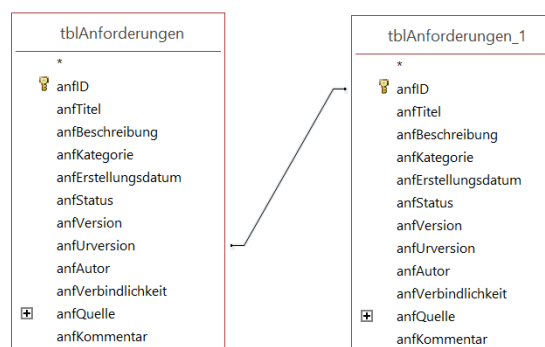 tblAnforderungen
*
anfID
anfTitel
anfBeschreibung
anfKategorie
anfErstellungsdatum
anfStatus
anfVersion
anfUrversion
anfAutor
anfVerbindlichkeit
anfQuelle
anfKommentar
tblAnforderungen_1
*
anfID
anfTitel
anfBeschreibung
anfKategorie
anfErstellungsdatum
anfStatus
anfVersion
anfUrversion
anfAutor
anfVerbindlichkeit
anfQuelle
anfKommentar